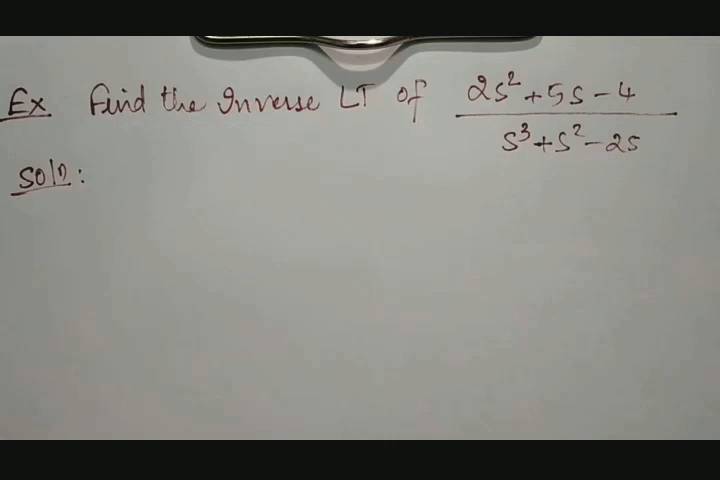 Ex Find the Inverse LT of 2s²+5s-4
s³+s²-2s
Soln: